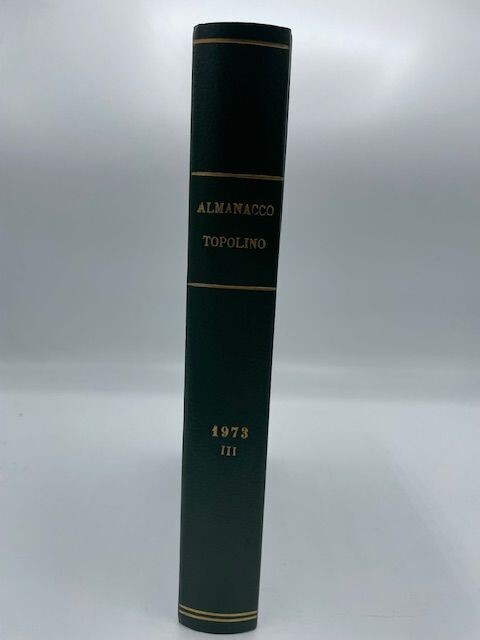 ALMANACCO
TOPOLINO
1973
III